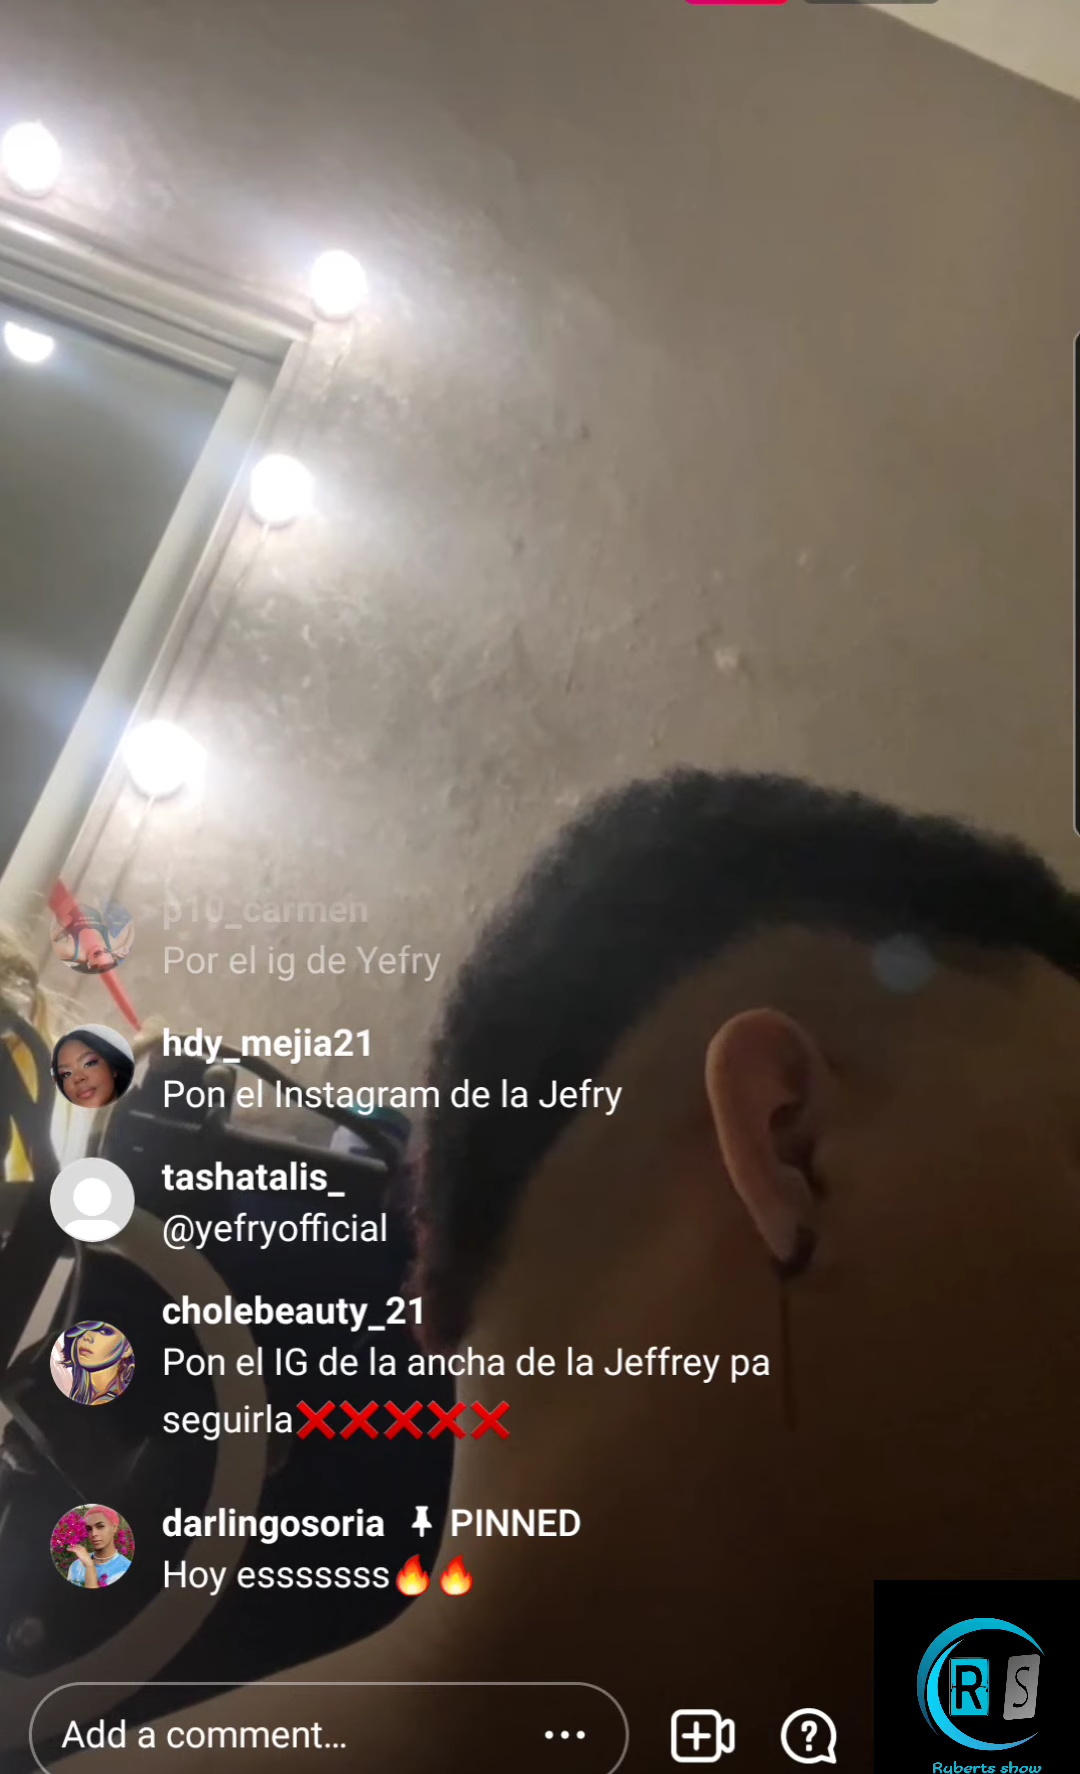 p10_carmen
Por el ig de Yefry
hdy_mejia21
Pon el Instagram de la Jefry
tashatalis_
@yefryofficial
cholebeauty_21
Pon el IG de la ancha de la Jeffrey pa
seguirla❌❌❌❌❌
darlingosoria 📌 PINNED
Hoy esssssss🔥🔥
Add a comment...
R S
Ryberts show